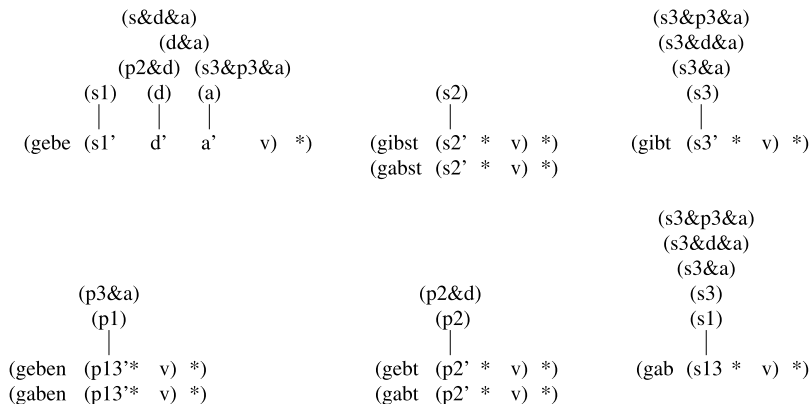 (s&d&a)
(d&a)
(p2&d) (s3&p3&a)
(s1) (d) (a)
(gebe (s1’ d’ a’ v) *)
(s2)
(gibst (s2’ * v) *)
(gabst (s2’ * v) *)
(s3&p3&a)
(s3&d&a)
(s3&a)
(s3)
(gibt (s3’ * v) *)
(p3&a)
(p1)
(geben (p13’* v) *)
(gaben (p13’* v) *)
(p2&d)
(p2)
(gebt (p2’ * v) *)
(gabt (p2’ * v) *)
(s3&p3&a)
(s3&d&a)
(s3&a)
(s3)
(s1)
(gab (s13 * v) *)